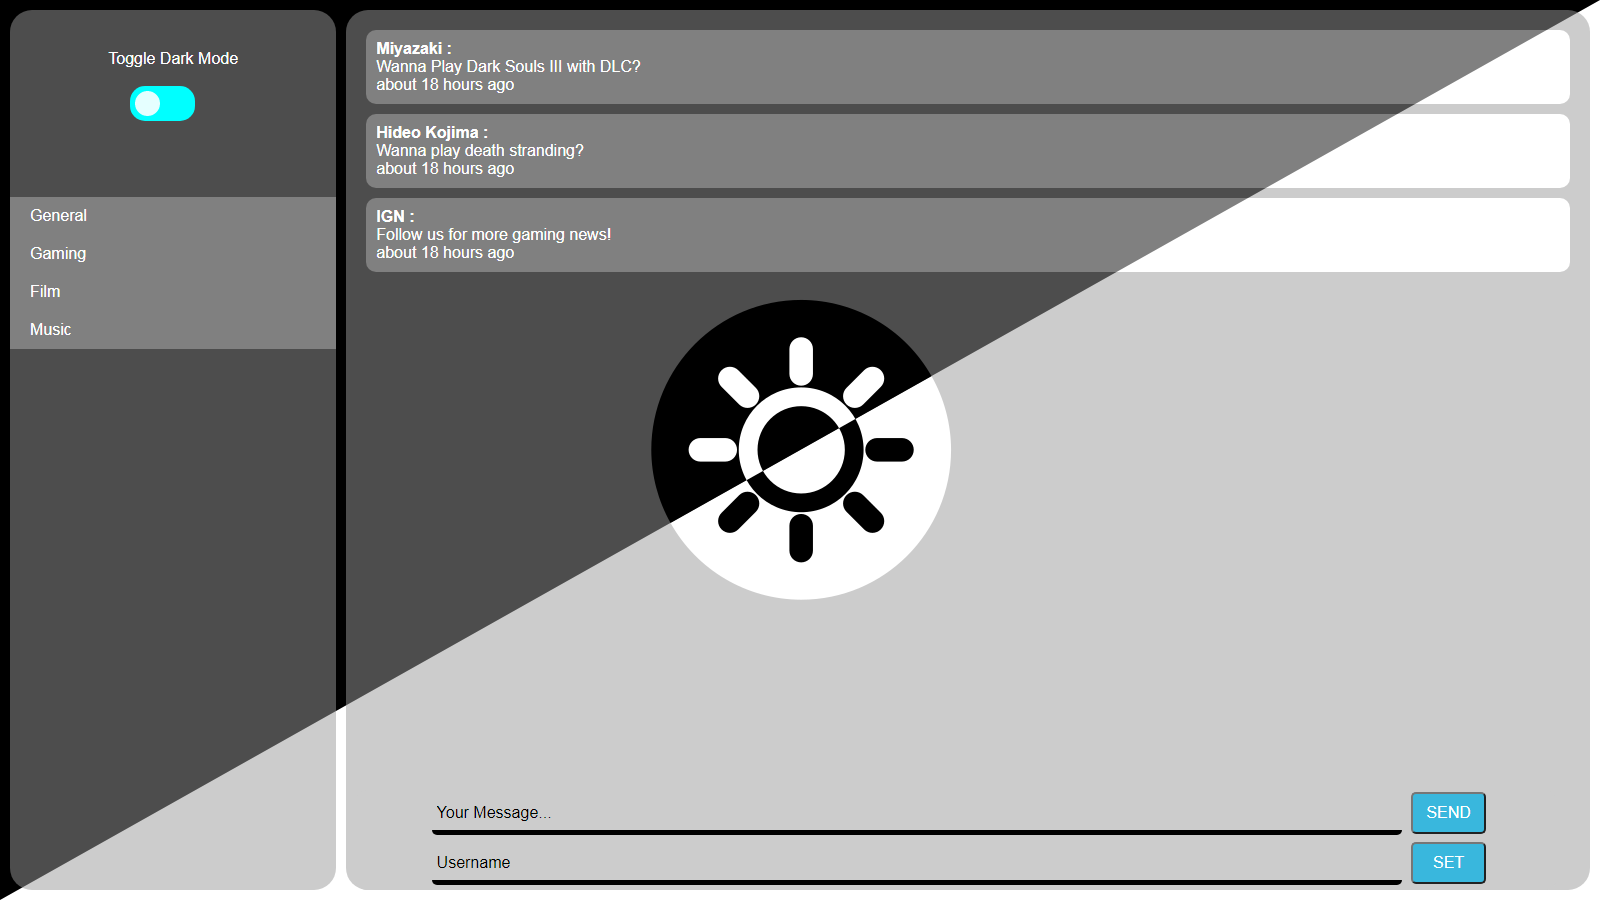 Toggle Dark Mode
General
Gaming
Film
Music
Miyazaki :
Wanna Play Dark Souls III with DLC?
about 18 hours ago
Hideo Kojima :
Wanna play death stranding?
about 18 hours ago
IGN :
Follow us for more gaming news!
about 18 hours ago
Your Message...
SEND
Username
SET